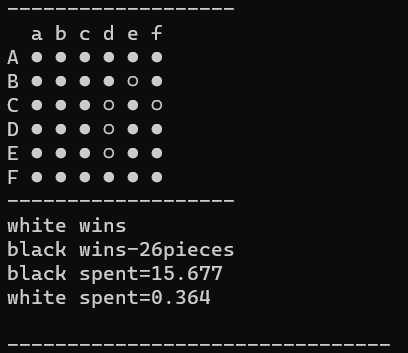 -------------------
  a b c d e f
A ● ● ● ● ● ●
B ● ● ● ● ○ ●
C ● ● ● ○ ● ○
D ● ● ● ○ ● ●
E ● ● ● ○ ● ●
F ● ● ● ● ● ●
-------------------
white wins
black wins-26pieces
black spent=15.677
white spent=0.364

--------------------------------